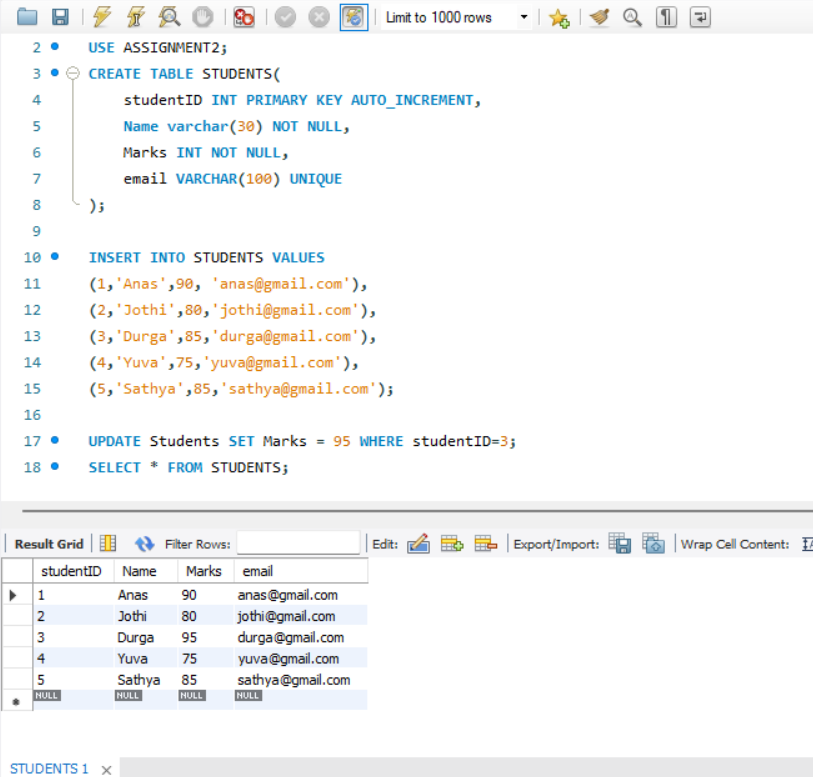 Limit to 1000 rows
2 USE ASSIGNMENT2;
3 CREATE TABLE STUDENTS(
4 studentID INT PRIMARY KEY AUTO_INCREMENT,
5 Name varchar(30) NOT NULL,
6 Marks INT NOT NULL,
7 email VARCHAR(100) UNIQUE
8 );
9
10 INSERT INTO STUDENTS VALUES
11 (1,'Anas',90, 'anas@gmail.com'),
12 (2,'Jothi',80,'jothi@gmail.com'),
13 (3,'Durga',85,'durga@gmail.com'),
14 (4,'Yuva',75,'yuva@gmail.com'),
15 (5,'Sathya',85,'sathya@gmail.com');
16
17 UPDATE Students SET Marks = 95 WHERE studentID=3;
18 SELECT * FROM STUDENTS;
Result Grid Filter Rows: Edit: Export/Import: Wrap Cell Content:
studentID Name Marks email
1 Anas 90 anas@gmail.com
2 Jothi 80 jothi@gmail.com
3 Durga 95 durga@gmail.com
4 Yuva 75 yuva@gmail.com
5 Sathya 85 sathya@gmail.com
NULL NULL NULL NULL
STUDENTS 1